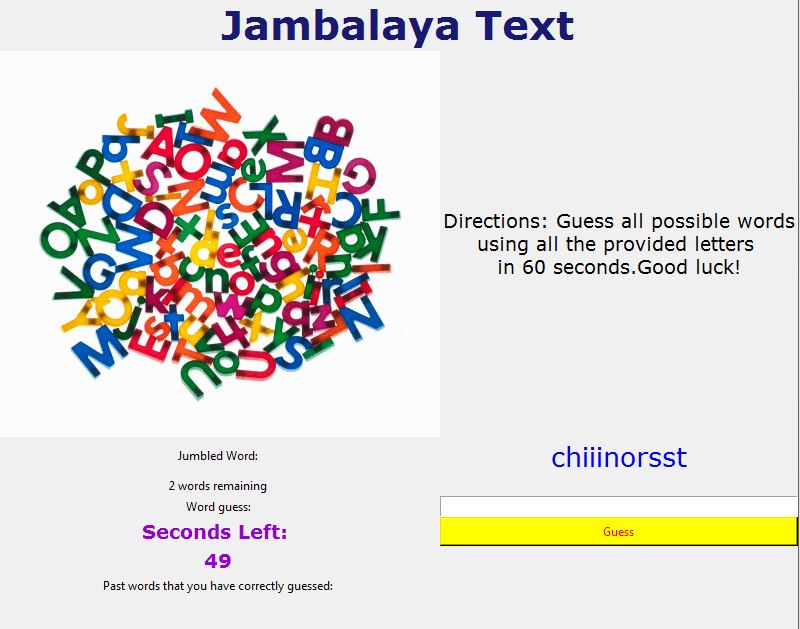 Jambalaya Text
Directions: Guess all possible words
using all the provided letters
in 60 seconds.Good luck!
Jumbled Word:
chiiinorsst
2 words remaining
Word guess:
Guess
Seconds Left:
49
Past words that you have correctly guessed: